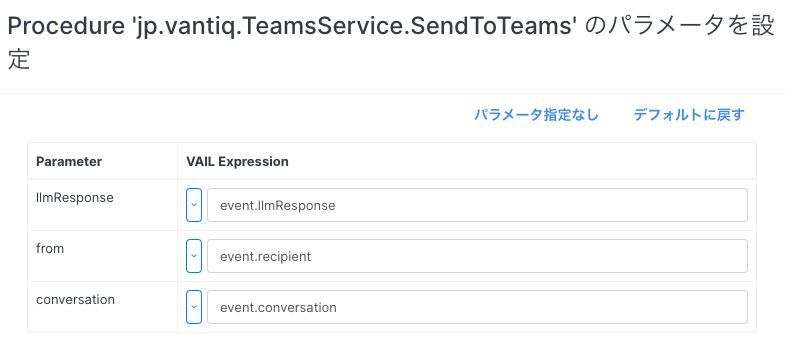 Procedure 'jp.vantiq.TeamsService.SendToTeams' のパラメータを設
定
パラメータ指定なし デフォルトに戻す
Parameter VAIL Expression
llmResponse event.llmResponse
from event.recipient
conversation event.conversation